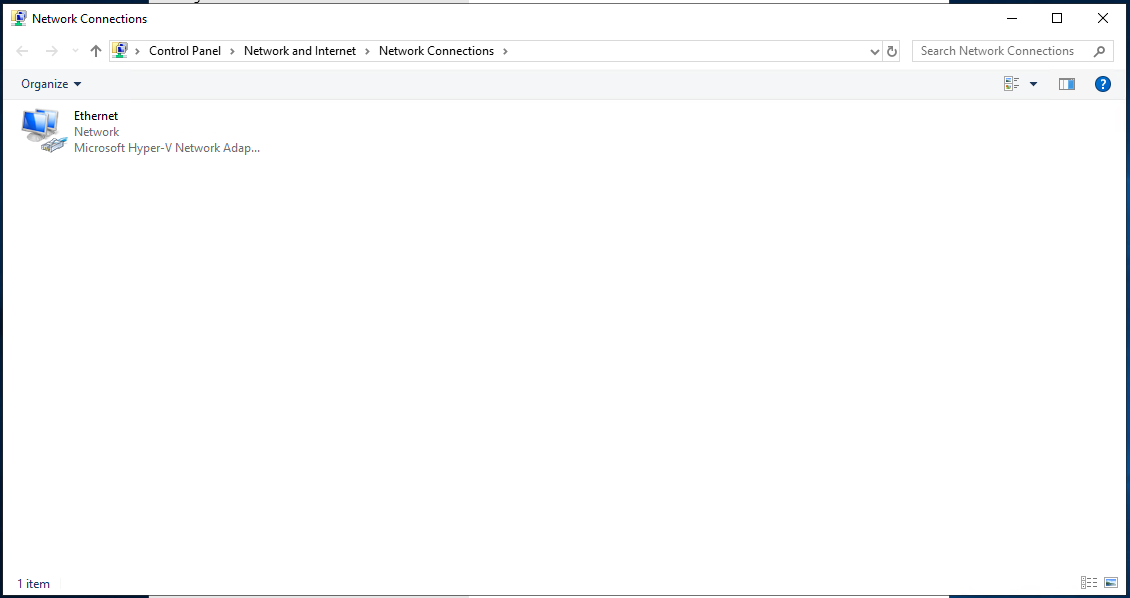 Network Connections
Control Panel > Network and Internet > Network Connections >
Search Network Connections
Organize
Ethernet
Network
Microsoft Hyper-V Network Adap...
1 item